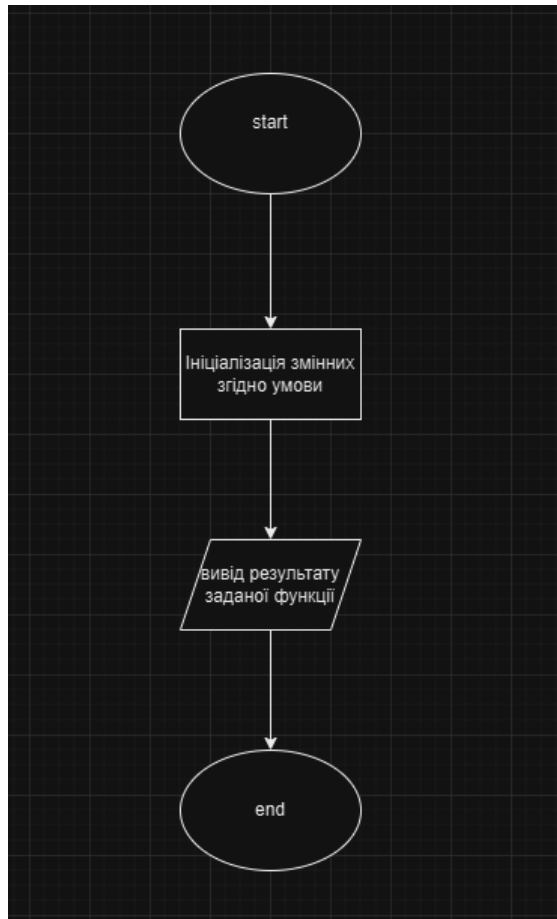 start
Ініціалізація змінних
згідно умови
вивід результату
заданої функції
end